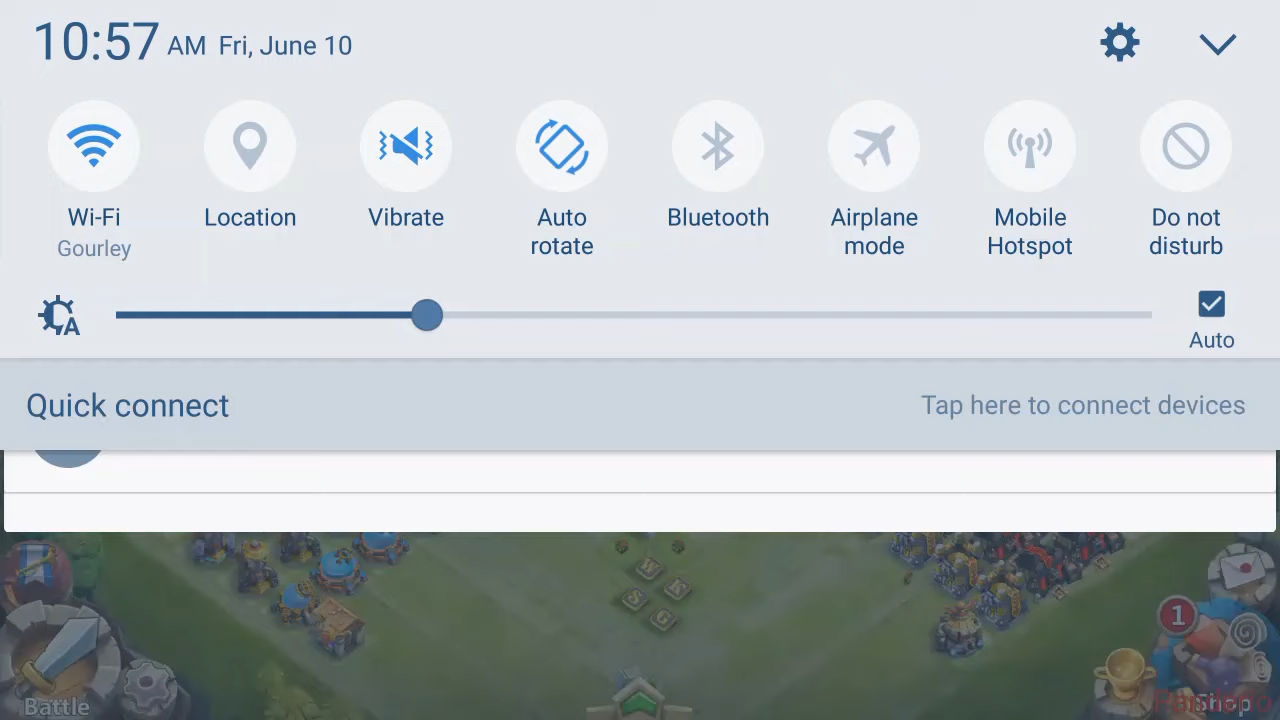 10:57 AM Fri, June 10
Wi-Fi
Gourley
Location
Vibrate
Auto
rotate
Bluetooth
Airplane
mode
Mobile
Hotspot
Do not
disturb
A
Auto
Quick connect
Tap here to connect devices
W
K
S
G
1
Battle
Shop